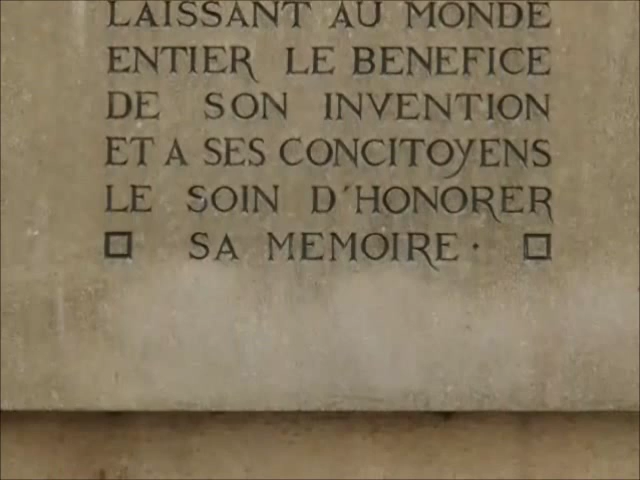 LAISSANT AU MONDE
ENTIER LE BENEFICE
DE SON INVENTION
ET A SES CONCITOYENS
LE SOIN D'HONORER
SA MEMOIRE ·